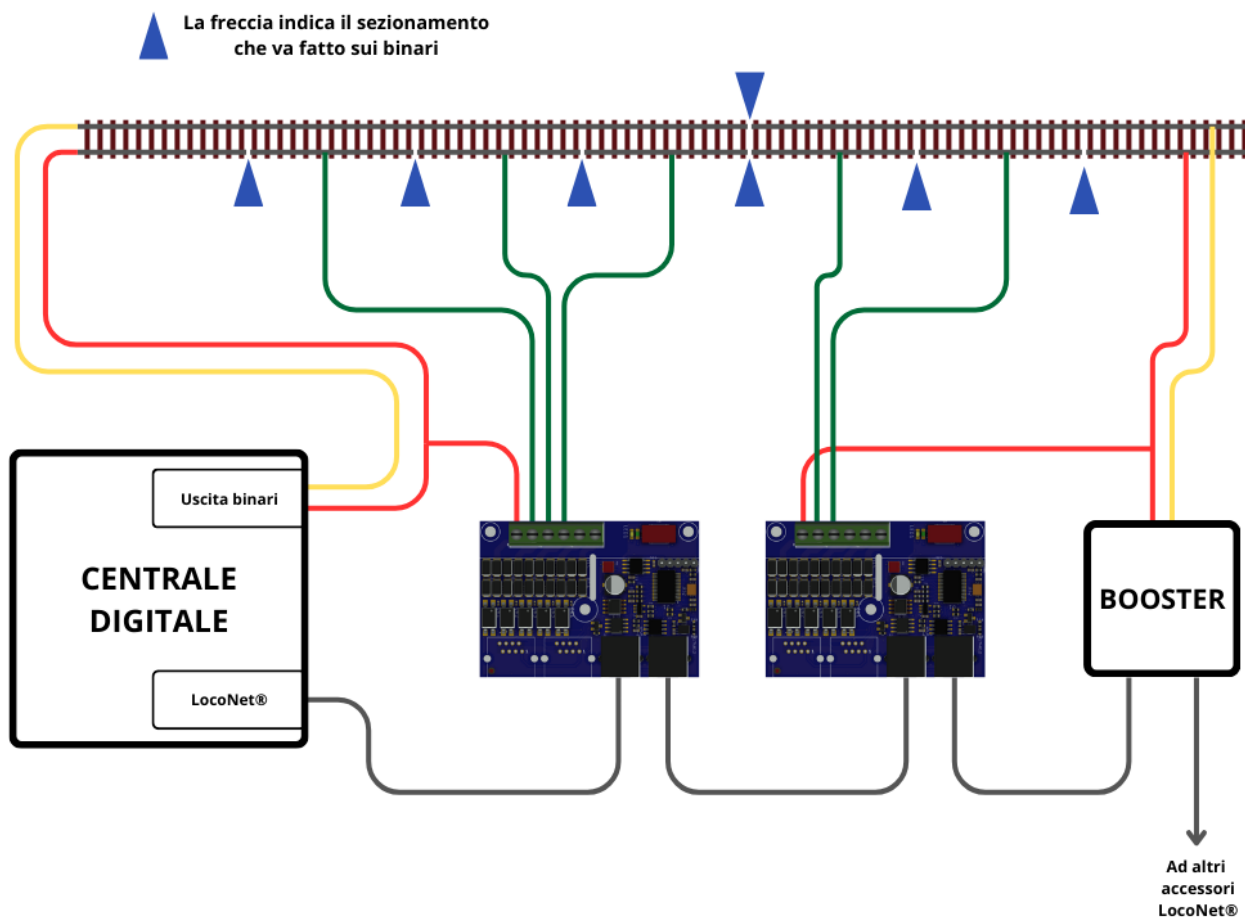 La freccia indica il sezionamento
che va fatto sui binari
Uscita binari
CENTRALE
DIGITALE
LocoNet®
BOOSTER
Ad altri
accessori
LocoNet®